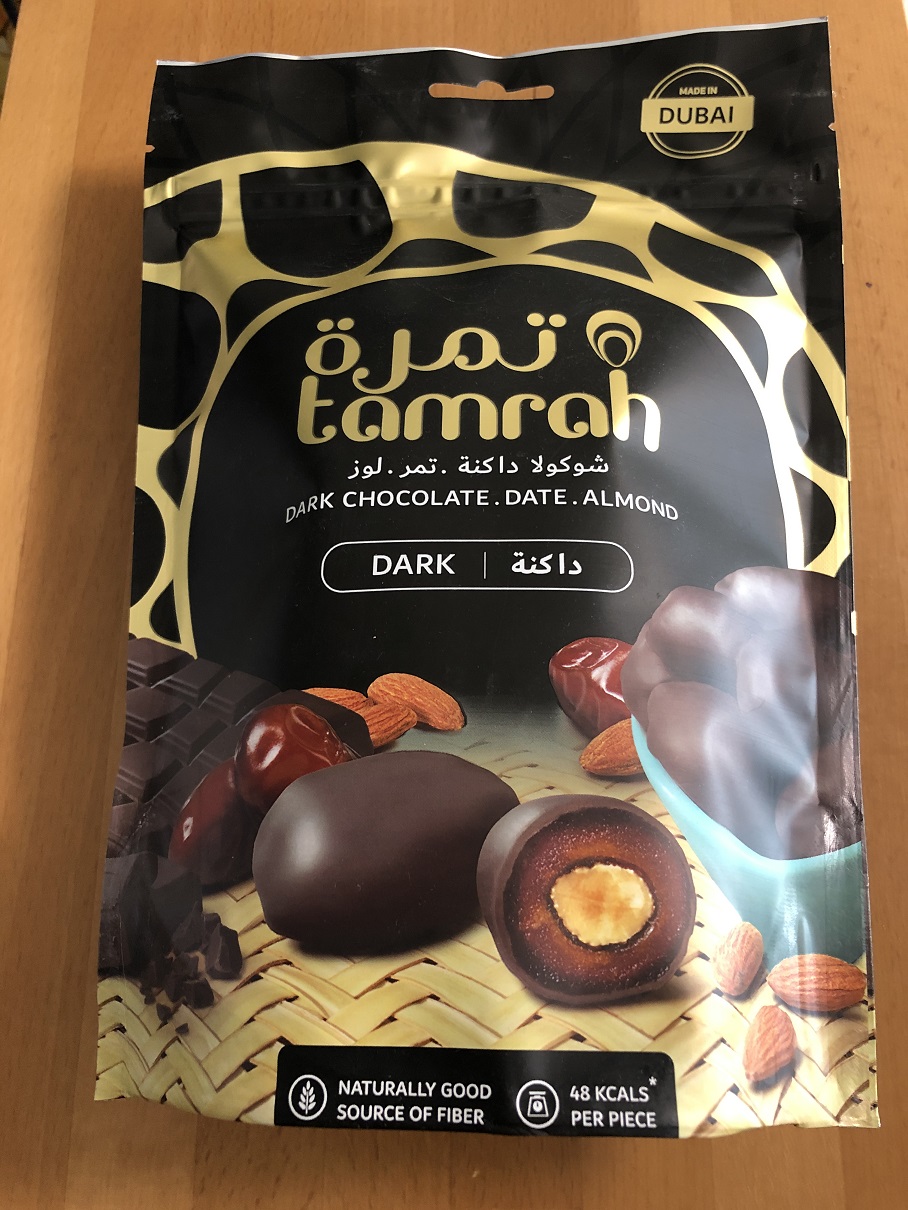 MADE IN
DUBAI
تمرة
tamrah
شوكولا داكنة . تمر . لوز
DARK CHOCOLATE . DATE . ALMOND
DARK | داكنة
NATURALLY GOOD
SOURCE OF FIBER
48 KCALS*
PER PIECE